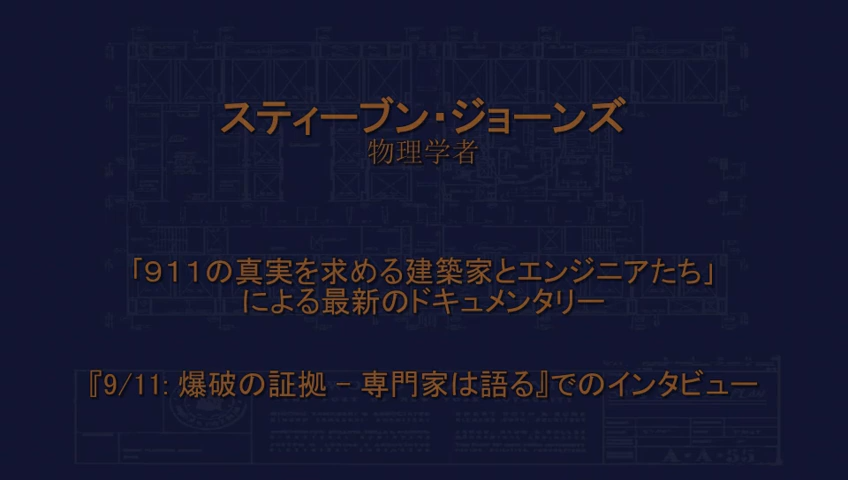 スティーブン・ジョーンズ
物理学者
「911の真実を求める建築家とエンジニアたち」
による最新のドキュメンタリー
『9/11: 爆破の証拠 − 専門家は語る』でのインタビュー
A・A・55